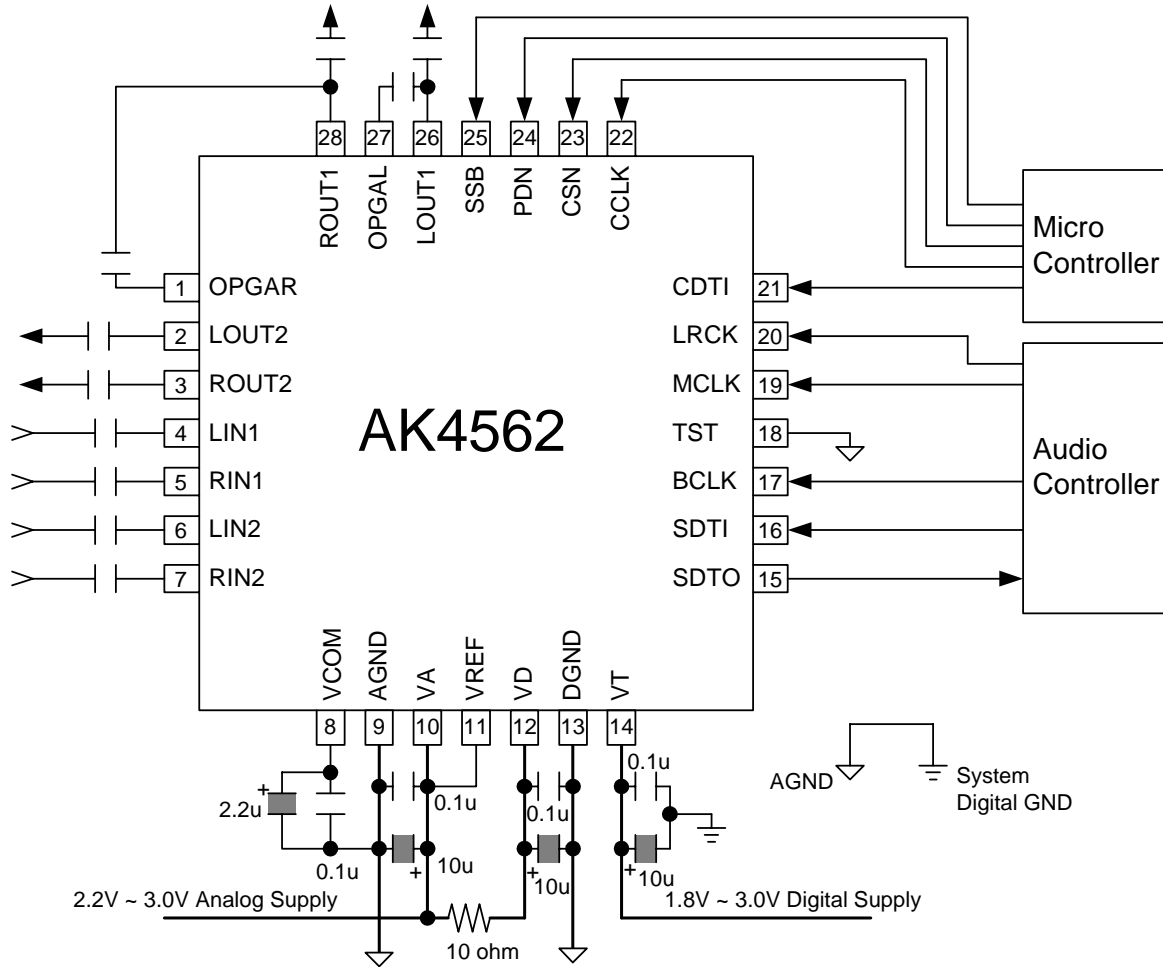 28 27 26 25 24 23 22
ROUT1
OPGAL
LOUT1
SSB
PDN
CSN
CCLK
Micro
Controller
1 OPGAR
CDTI 21
2 LOUT2
LRCK 20
3 ROUT2
MCLK 19
4 LIN1
TST 18
5 RIN1
BCLK 17
6 LIN2
SDTI 16
7 RIN2
SDTO 15
AK4562
Audio
Controller
VCOM
AGND
VA
VREF
VD
DGND
VT
8 9 10 11 12 13 14
+
2.2u
0.1u
0.1u
+
10u
0.1u
+
10u
0.1u
+
10u
AGND
System
Digital GND
2.2V ~ 3.0V Analog Supply
10 ohm
1.8V ~ 3.0V Digital Supply